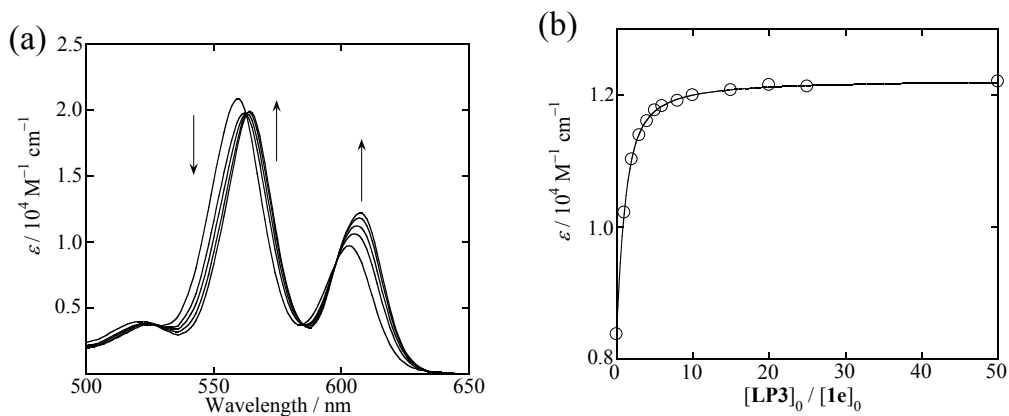 (a)
2.5
2.0
1.5
1.0
0.5
ε / 10⁴ M⁻¹ cm⁻¹
500 550 600 650
Wavelength / nm
(b)
1.2
1.0
0.8
ε / 10⁴ M⁻¹ cm⁻¹
0 10 20 30 40 50
[LP3]₀ / [1e]₀